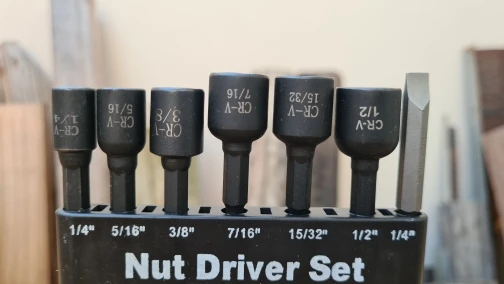 CR-V 1/4
CR-V 5/16
CR-V 3/8
CR-V 7/16
CR-V 15/32
CR-V 1/2
1/4" 5/16" 3/8" 7/16" 15/32" 1/2" 1/4"
Nut Driver Set